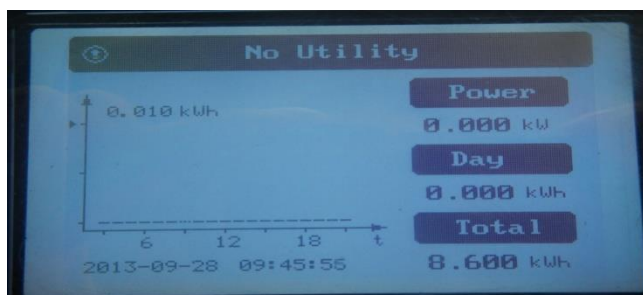 No Utility
0.010 kWh
6 12 18 t
2013-09-28 09:45:56
Power
0.000 kW
Day
0.000 kWh
Total
8.600 kWh